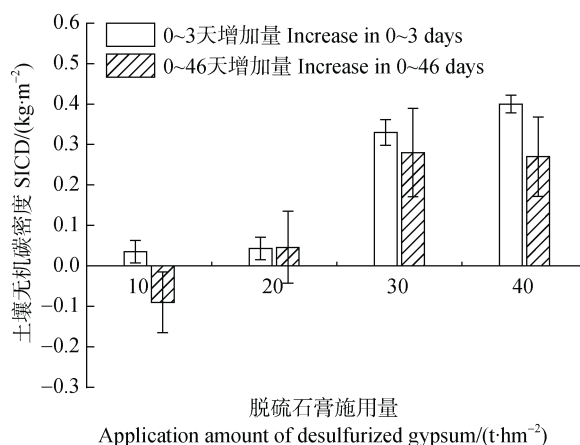 0.6
0.5
0.4
0.3
0.2
0.1
0.0
−0.1
−0.2
−0.3
土壤无机碳密度 SICD/(kg·m⁻²)
0~3天增加量 Increase in 0~3 days
0~46天增加量 Increase in 0~46 days
10 20 30 40
脱硫石膏施用量
Application amount of desulfurized gypsum/(t·hm⁻²)